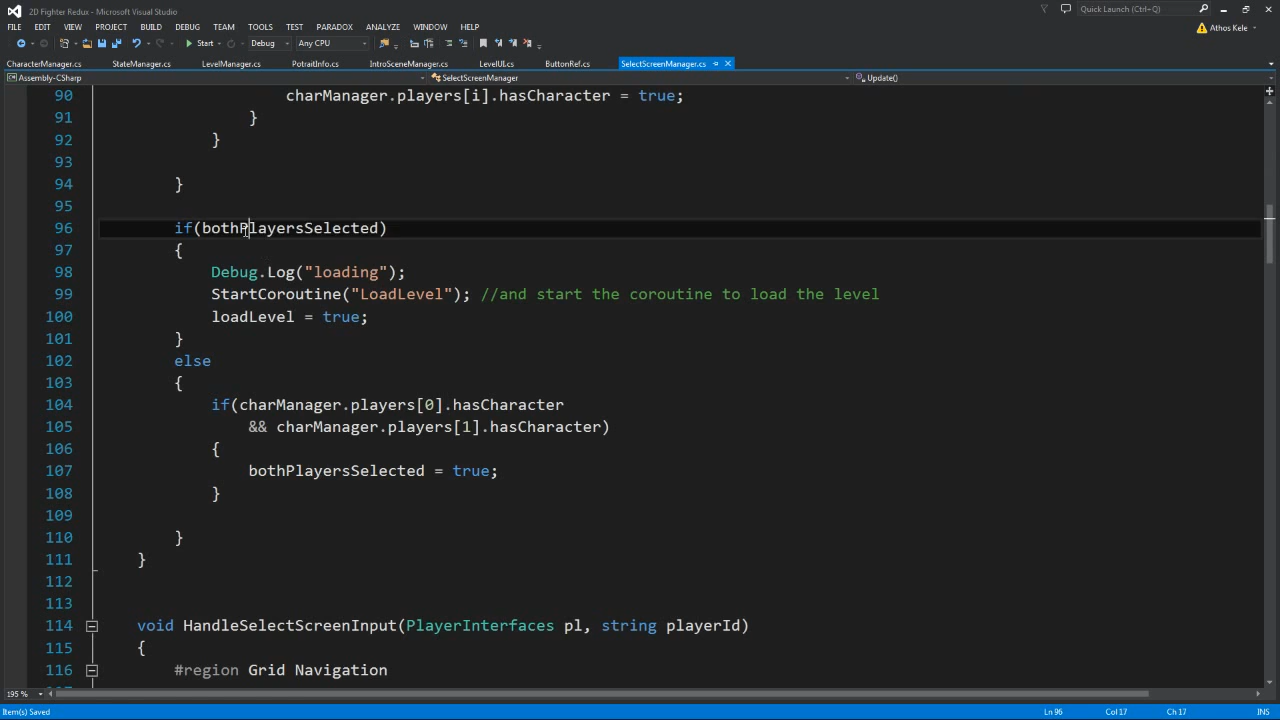 2D Fighter Redux - Microsoft Visual Studio
Quick Launch (Ctrl+Q)
FILE EDIT VIEW PROJECT BUILD DEBUG TEAM TOOLS TEST PARADOX ANALYZE WINDOW HELP
Athos Kele
Start Debug Any CPU
CharacterManager.cs StateManager.cs LevelManager.cs PotraitInfo.cs IntroSceneManager.cs LevelUI.cs ButtonRef.cs SelectScreenManager.cs
Assembly-CSharp SelectScreenManager Update()
90 charManager.players[i].hasCharacter = true;
91 }
92 }
93
94 }
95
96 if(bothPlayersSelected)
97 {
98 Debug.Log("loading");
99 StartCoroutine("LoadLevel"); //and start the coroutine to load the level
100 loadLevel = true;
101 }
102 else
103 {
104 if(charManager.players[0].hasCharacter
105 && charManager.players[1].hasCharacter)
106 {
107 bothPlayersSelected = true;
108 }
109
110 }
111 }
112
113
114 void HandleSelectScreenInput(PlayerInterfaces pl, string playerId)
115 {
116 #region Grid Navigation
195 %
Item(s) Saved Ln 96 Col 17 Ch 17 INS